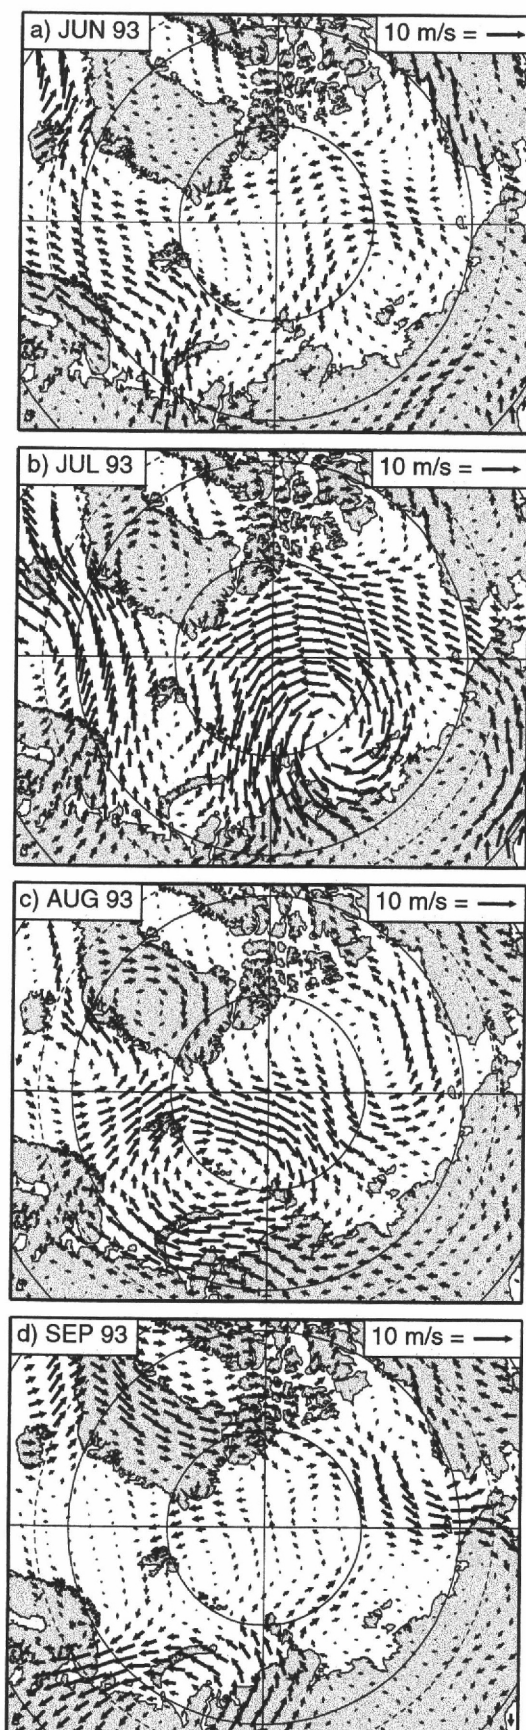 a) JUN 93
10 m/s =
b) JUL 93
10 m/s =
c) AUG 93
10 m/s =
d) SEP 93
10 m/s =